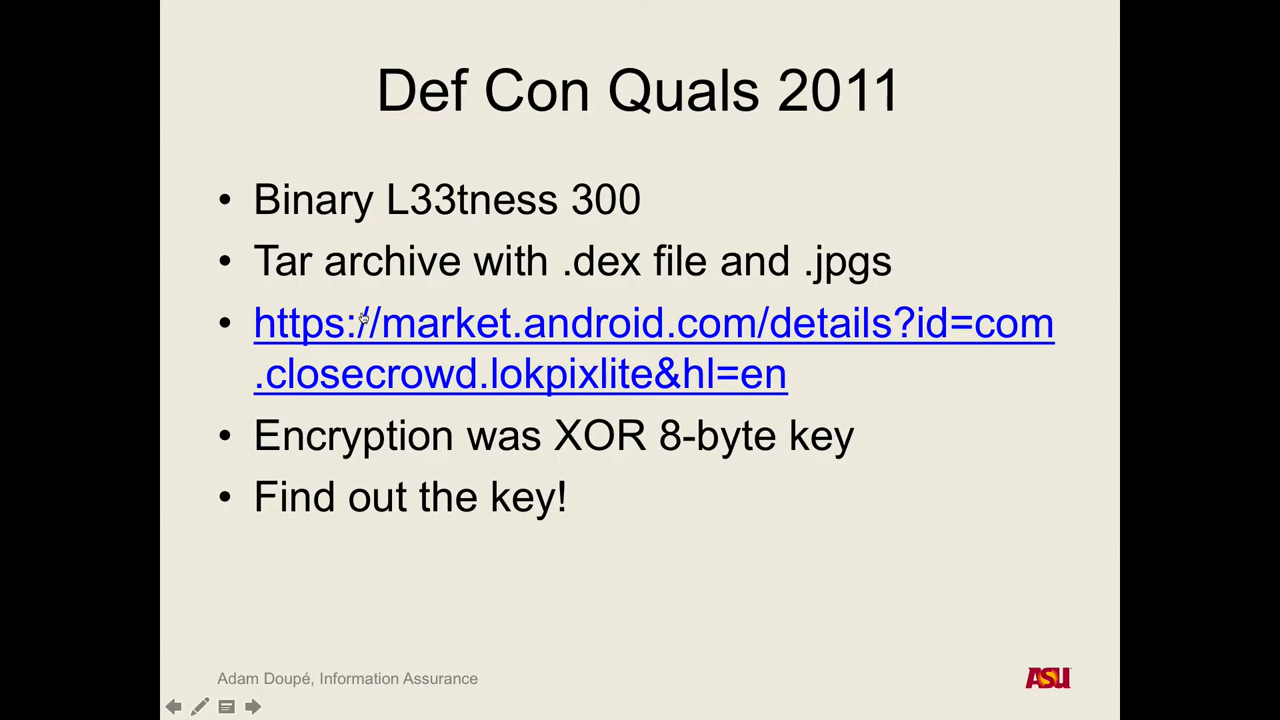 Def Con Quals 2011
• Binary L33tness 300
• Tar archive with .dex file and .jpgs
• https://market.android.com/details?id=com
.closecrowd.lokpixlite&hl=en
• Encryption was XOR 8-byte key
• Find out the key!
Adam Doupé, Information Assurance
ASU